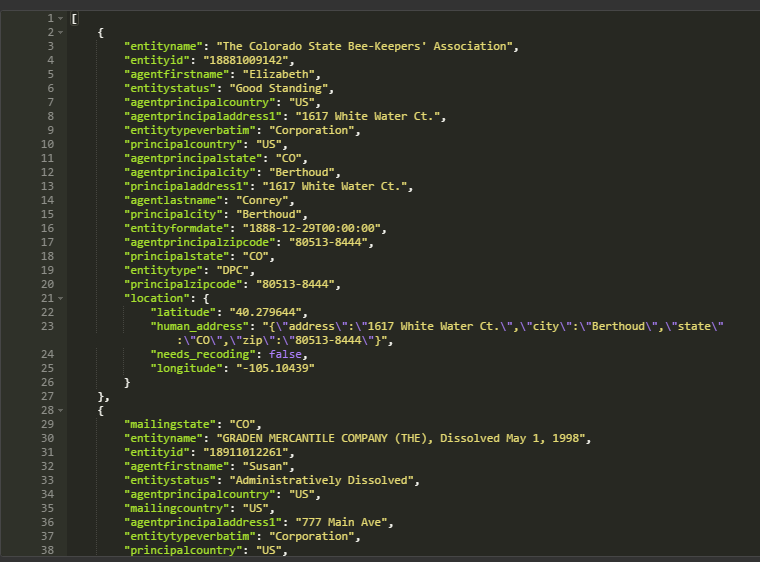 1 [
2 {
3 "entityname": "The Colorado State Bee-Keepers' Association",
4 "entityid": "18881009142",
5 "agentfirstname": "Elizabeth",
6 "entitystatus": "Good Standing",
7 "agentprincipalcountry": "US",
8 "agentprincipaladdress1": "1617 White Water Ct.",
9 "entitytypeverbatim": "Corporation",
10 "principalcountry": "US",
11 "agentprincipalstate": "CO",
12 "agentprincipalcity": "Berthoud",
13 "principaladdress1": "1617 White Water Ct.",
14 "agentlastname": "Conrey",
15 "principalcity": "Berthoud",
16 "entityformdate": "1888-12-29T00:00:00",
17 "agentprincipalzipcode": "80513-8444",
18 "principalstate": "CO",
19 "entitytype": "DPC",
20 "principalzipcode": "80513-8444",
21 "location": {
22 "latitude": "40.279644",
23 "human_address": "{\"address\":\"1617 White Water Ct.\",\"city\":\"Berthoud\",\"state\"
:\"CO\",\"zip\":\"80513-8444\"}",
24 "needs_recoding": false,
25 "longitude": "-105.10439"
26 }
27 },
28 {
29 "mailingstate": "CO",
30 "entityname": "GRADEN MERCANTILE COMPANY (THE), Dissolved May 1, 1998",
31 "entityid": "18911012261",
32 "agentfirstname": "Susan",
33 "entitystatus": "Administratively Dissolved",
34 "agentprincipalcountry": "US",
35 "mailingcountry": "US",
36 "agentprincipaladdress1": "777 Main Ave",
37 "entitytypeverbatim": "Corporation",
38 "principalcountry": "US",